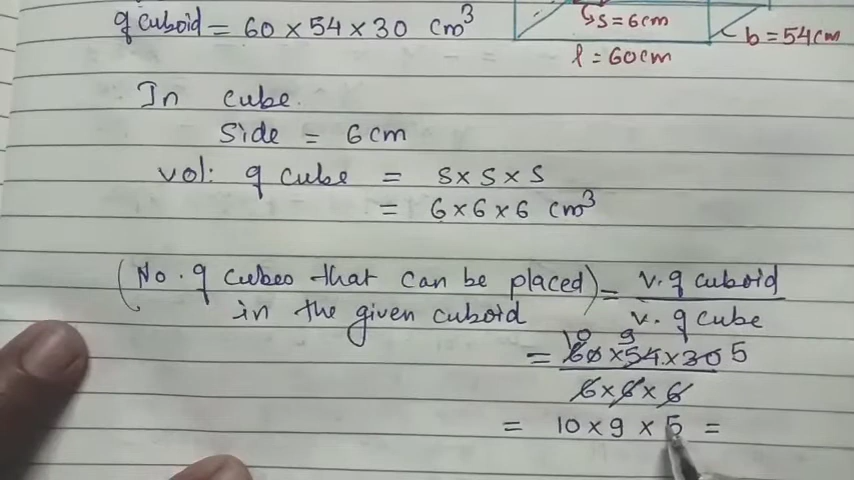 q cuboid = 60 × 54 × 30 cm³
s = 6cm
b = 54cm
l = 60cm
In cube.
Side = 6cm
vol: q cube = s × s × s
= 6 × 6 × 6 cm³
(No. q cubes that can be placed) = v. q cuboid
in the given cuboid v. q cube
10 9
= 60 × 54 × 30 5
6 × 6 × 6
= 10 × 9 × 5 =